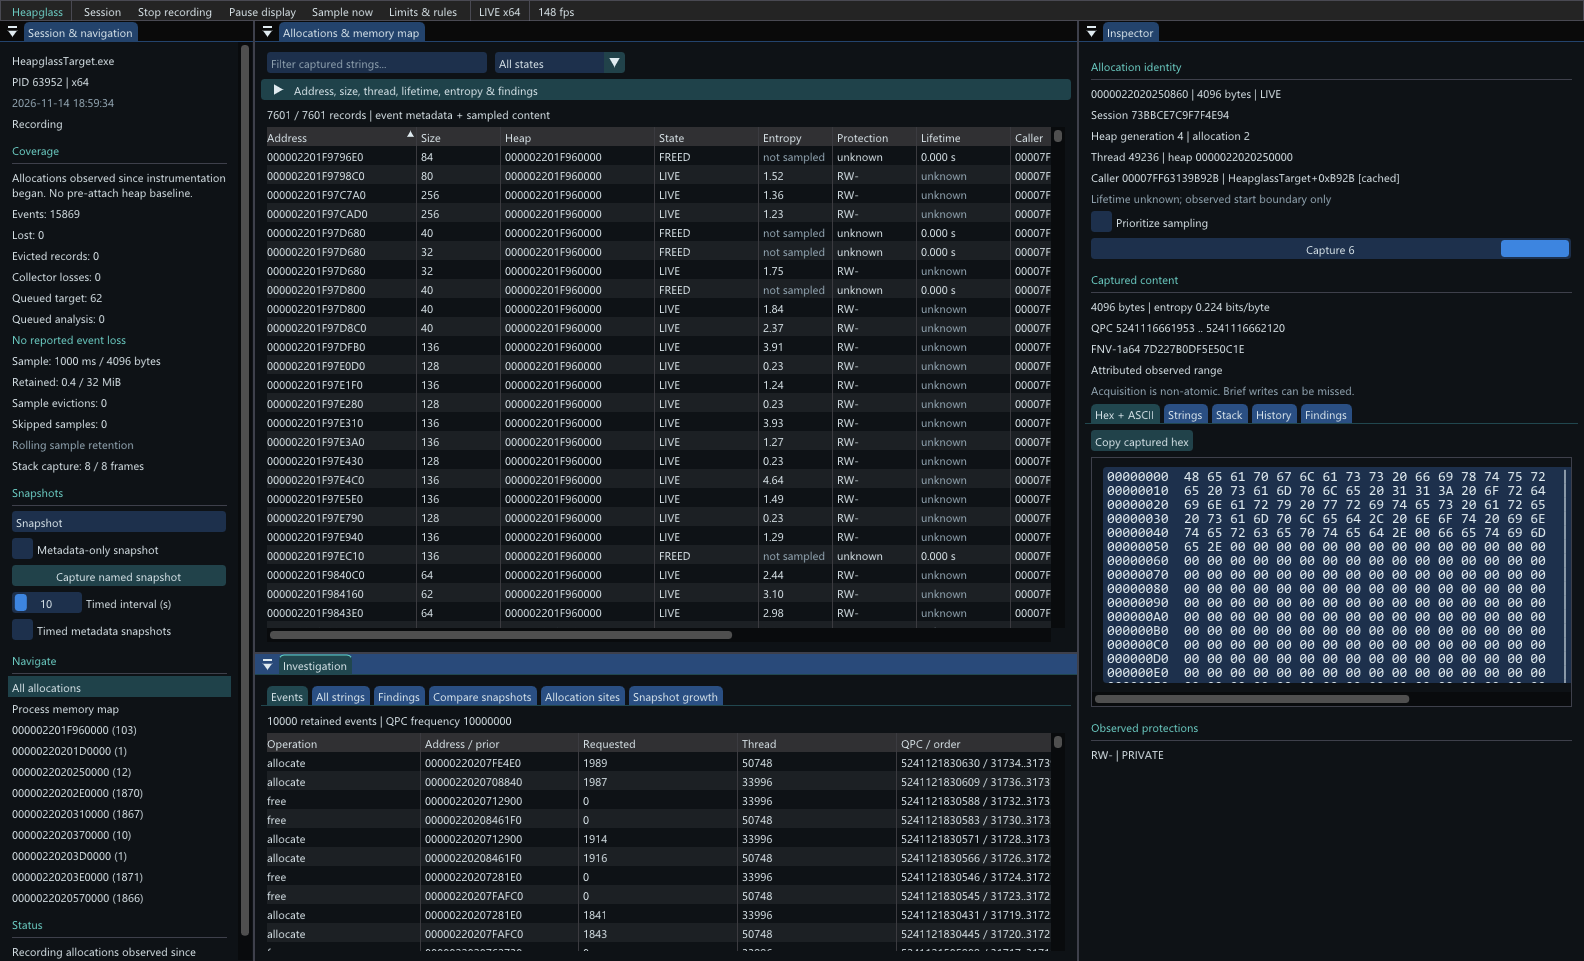 Heapglass Session Stop recording Pause display Sample now Limits & rules LIVE x64 148 fps
Session & navigation
HeapglassTarget.exe
PID 63952 | x64
2026-11-14 18:59:34
Recording
Coverage
Allocations observed since instrumentation
began. No pre-attach heap baseline.
Events: 15869
Lost: 0
Evicted records: 0
Collector losses: 0
Queued target: 62
Queued analysis: 0
No reported event loss
Sample: 1000 ms / 4096 bytes
Retained: 0.4 / 32 MiB
Sample evictions: 0
Skipped samples: 0
Rolling sample retention
Stack capture: 8 / 8 frames
Snapshots
Snapshot
Metadata-only snapshot
Capture named snapshot
10 Timed interval (s)
Timed metadata snapshots
Navigate
All allocations
Process memory map
000002201F960000 (103)
00000220201D0000 (1)
0000022020250000 (12)
00000220202E0000 (1870)
0000022020310000 (1867)
0000022020370000 (10)
00000220203D0000 (1)
00000220203E0000 (1871)
0000022020570000 (1866)
Status
Recording allocations observed since
Allocations & memory map
Filter captured strings... All states
Address, size, thread, lifetime, entropy & findings
7601 / 7601 records | event metadata + sampled content
Address Size Heap State Entropy Protection Lifetime Caller
000002201F9796E0 84 000002201F960000 FREED not sampled unknown 0.000 s 00007F
000002201F9798C0 80 000002201F960000 LIVE 1.52 RW- unknown 00007F
000002201F97C7A0 256 000002201F960000 LIVE 1.36 RW- unknown 00007F
000002201F97CAD0 256 000002201F960000 LIVE 1.23 RW- unknown 00007F
000002201F97D680 40 000002201F960000 FREED not sampled unknown 0.000 s 00007F
000002201F97D680 32 000002201F960000 FREED not sampled unknown 0.000 s 00007F
000002201F97D680 32 000002201F960000 LIVE 1.75 RW- unknown 00007F
000002201F97D800 40 000002201F960000 FREED not sampled unknown 0.000 s 00007F
000002201F97D800 40 000002201F960000 LIVE 1.84 RW- unknown 00007F
000002201F97D8C0 40 000002201F960000 LIVE 2.37 RW- unknown 00007F
000002201F97DFB0 136 000002201F960000 LIVE 3.91 RW- unknown 00007F
000002201F97E0D0 128 000002201F960000 LIVE 0.23 RW- unknown 00007F
000002201F97E1F0 136 000002201F960000 LIVE 1.24 RW- unknown 00007F
000002201F97E280 128 000002201F960000 LIVE 0.23 RW- unknown 00007F
000002201F97E310 136 000002201F960000 LIVE 3.93 RW- unknown 00007F
000002201F97E3A0 136 000002201F960000 LIVE 1.27 RW- unknown 00007F
000002201F97E430 128 000002201F960000 LIVE 0.23 RW- unknown 00007F
000002201F97E4C0 136 000002201F960000 LIVE 4.64 RW- unknown 00007F
000002201F97E5E0 136 000002201F960000 LIVE 1.49 RW- unknown 00007F
000002201F97E790 128 000002201F960000 LIVE 0.23 RW- unknown 00007F
000002201F97E940 136 000002201F960000 LIVE 1.29 RW- unknown 00007F
000002201F97EC10 136 000002201F960000 FREED not sampled unknown 0.000 s 00007F
000002201F9840C0 64 000002201F960000 LIVE 2.44 RW- unknown 00007F
000002201F984160 62 000002201F960000 LIVE 3.10 RW- unknown 00007F
000002201F9843E0 64 000002201F960000 LIVE 2.98 RW- unknown 00007F
Investigation
Events All strings Findings Compare snapshots Allocation sites Snapshot growth
10000 retained events | QPC frequency 10000000
Operation Address / prior Requested Thread QPC / order
allocate 00000220207FE4E0 1989 50748 5241121830630 / 31734..3173
allocate 0000022020708840 1987 33996 5241121830609 / 31736..3173
free 0000022020712900 0 33996 5241121830588 / 31732..3173
free 00000220208461F0 0 50748 5241121830583 / 31730..3173
allocate 0000022020712900 1914 33996 5241121830571 / 31728..3173
allocate 00000220208461F0 1916 50748 5241121830566 / 31726..3172
free 00000220207281E0 0 33996 5241121830546 / 31724..3172
free 00000220207FAFC0 0 50748 5241121830545 / 31723..3172
allocate 00000220207281E0 1841 33996 5241121830431 / 31719..3172
allocate 00000220207FAFC0 1843 50748 5241121830445 / 31720..3172
Inspector
Allocation identity
0000022020250860 | 4096 bytes | LIVE
Session 73BBCE7C9F7F4E94
Heap generation 4 | allocation 2
Thread 49236 | heap 0000022020250000
Caller 00007FF63139B92B | HeapglassTarget+0xB92B [cached]
Lifetime unknown; observed start boundary only
Prioritize sampling
Capture 6
Captured content
4096 bytes | entropy 0.224 bits/byte
QPC 5241116661953 .. 5241116662120
FNV-1a64 7D227B0DF5E50C1E
Attributed observed range
Acquisition is non-atomic. Brief writes can be missed.
Hex + ASCII Strings Stack History Findings
Copy captured hex
00000000 48 65 61 70 67 6C 61 73 73 20 66 69 78 74 75 72
00000010 65 20 73 61 6D 70 6C 65 20 31 31 3A 20 6F 72 64
00000020 69 6E 61 72 79 20 77 72 69 74 65 73 20 61 72 65
00000030 20 73 61 6D 70 6C 65 64 2C 20 6E 6F 74 20 69 6E
00000040 74 65 72 63 65 70 74 65 64 2E 00 66 65 74 69 6D
00000050 65 2E 00 00 00 00 00 00 00 00 00 00 00 00 00 00
00000060 00 00 00 00 00 00 00 00 00 00 00 00 00 00 00 00
00000070 00 00 00 00 00 00 00 00 00 00 00 00 00 00 00 00
00000080 00 00 00 00 00 00 00 00 00 00 00 00 00 00 00 00
00000090 00 00 00 00 00 00 00 00 00 00 00 00 00 00 00 00
000000A0 00 00 00 00 00 00 00 00 00 00 00 00 00 00 00 00
000000B0 00 00 00 00 00 00 00 00 00 00 00 00 00 00 00 00
000000C0 00 00 00 00 00 00 00 00 00 00 00 00 00 00 00 00
000000D0 00 00 00 00 00 00 00 00 00 00 00 00 00 00 00 00
000000E0 00 00 00 00 00 00 00 00 00 00 00 00 00 00 00 00
Observed protections
RW- | PRIVATE